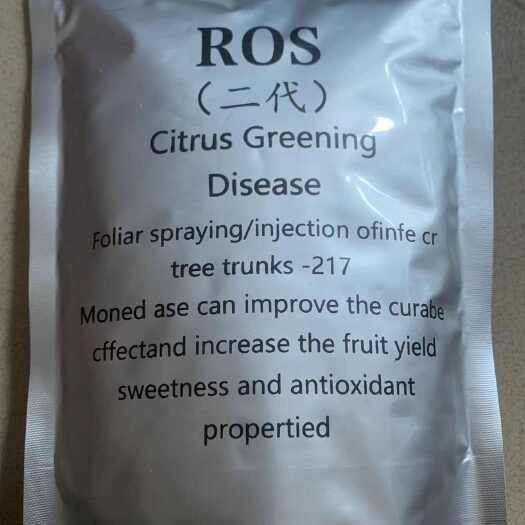 ROS
（二代）
Citrus Greening
Disease
Foliar spraying/injection ofinfe cr
tree trunks -217
Moned ase can improve the curabe
cffectand increase the fruit yield
sweetness and antioxidant
propertied